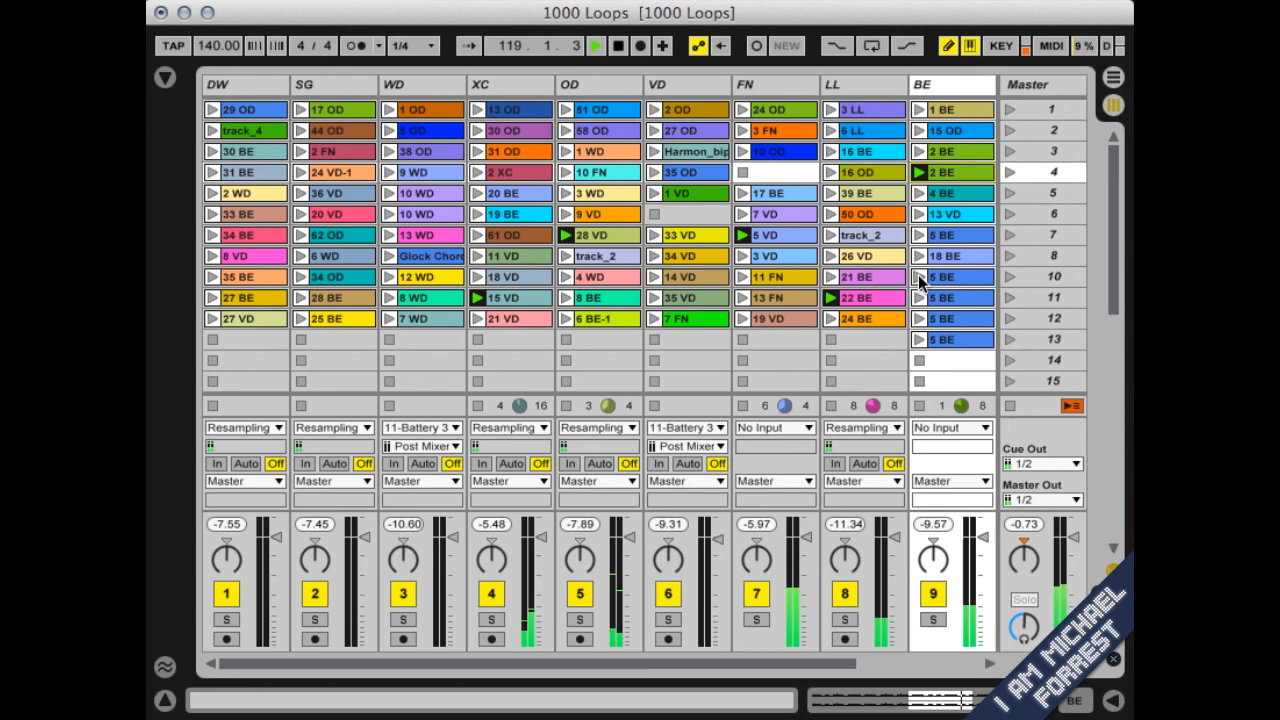 1000 Loops [1000 Loops]
TAP 140.00 4 / 4 1/4 119. 1. 3 NEW KEY MIDI 9 % D
DW SG WD XC OD VD FN LL BE Master
29 OD 17 OD 1 OD 13 OD 51 OD 2 OD 24 OD 3 LL 1 BE 1
track_4 44 OD 5 OD 30 OD 58 OD 27 OD 3 FN 6 LL 15 OD 2
30 BE 2 FN 38 OD 31 OD 1 WD Harmon_bip 10 OD 16 BE 2 BE 3
31 BE 24 VD-1 9 WD 2 XC 10 FN 35 OD 16 OD 2 BE 4
2 WD 36 VD 10 WD 20 BE 3 WD 1 VD 17 BE 39 BE 4 BE 5
33 BE 20 VD 10 WD 19 BE 9 VD 7 VD 50 OD 13 VD 6
34 BE 62 OD 13 WD 61 OD 28 VD 33 VD 5 VD track_2 5 BE 7
8 VD 6 WD Glock Chord 11 VD track_2 34 VD 3 VD 26 VD 18 BE 8
35 BE 34 OD 12 WD 18 VD 4 WD 14 VD 11 FN 21 BE 5 BE 10
27 BE 28 BE 8 WD 15 VD 8 BE 35 VD 13 FN 22 BE 5 BE 11
27 VD 25 BE 7 WD 21 VD 6 BE-1 7 FN 19 VD 24 BE 5 BE 12
5 BE 13
14
15
4 16 3 4 6 4 8 8 1 8
Resampling Resampling 11-Battery 3 Resampling Resampling 11-Battery 3 No Input Resampling No Input
Post Mixer Post Mixer
Cue Out
In Auto Off In Auto Off In Auto Off In Auto Off In Auto Off In Auto Off In Auto Off 1/2
Master Master Master Master Master Master Master Master Master Master Out
1/2
-7.55 -7.45 -10.60 -5.48 -7.89 -9.31 -5.97 -11.34 -9.57 -0.73
1 2 3 4 5 6 7 8 9 Solo
S S S S S S S S S
I AM MICHAEL
FORREST
BE